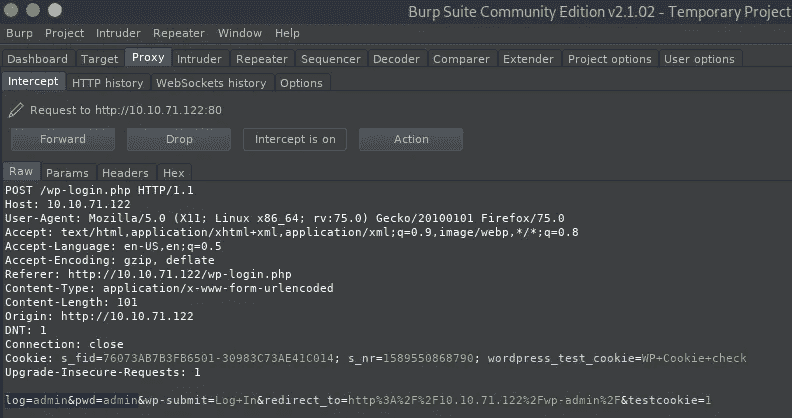 Burp Suite Community Edition v2.1.02 - Temporary Project
Burp Project Intruder Repeater Window Help
Dashboard Target Proxy Intruder Repeater Sequencer Decoder Comparer Extender Project options User options
Intercept HTTP history WebSockets history Options
Request to http://10.10.71.122:80
Forward Drop Intercept is on Action
Raw Params Headers Hex
POST /wp-login.php HTTP/1.1
Host: 10.10.71.122
User-Agent: Mozilla/5.0 (X11; Linux x86_64; rv:75.0) Gecko/20100101 Firefox/75.0
Accept: text/html,application/xhtml+xml,application/xml;q=0.9,image/webp,*/*;q=0.8
Accept-Language: en-US,en;q=0.5
Accept-Encoding: gzip, deflate
Referer: http://10.10.71.122/wp-login.php
Content-Type: application/x-www-form-urlencoded
Content-Length: 101
Origin: http://10.10.71.122
DNT: 1
Connection: close
Cookie: s_fid=76073AB7B3FB6501-30983C73AE41C014; s_nr=1589550868790; wordpress_test_cookie=WP+Cookie+check
Upgrade-Insecure-Requests: 1
log=admin&pwd=admin&wp-submit=Log+In&redirect_to=http%3A%2F%2F10.10.71.122%2Fwp-admin%2F&testcookie=1